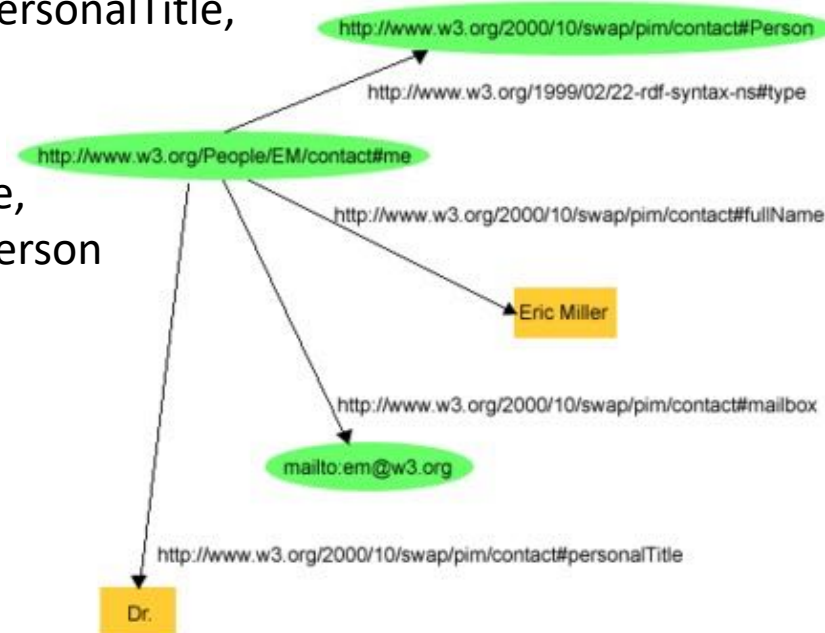 ersonalTitle,
http://www.w3.org/2000/10/swap/pim/contact#Person
http://www.w3.org/1999/02/22-rdf-syntax-ns#type
http://www.w3.org/People/EM/contact#me
e,
http://www.w3.org/2000/10/swap/pim/contact#fullName
erson
Eric Miller
http://www.w3.org/2000/10/swap/pim/contact#mailbox
mailto:em@w3.org
http://www.w3.org/2000/10/swap/pim/contact#personalTitle
Dr.